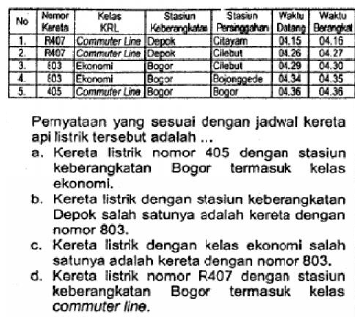 No | Nomor Kereta | Kelas KRL | Stasiun Keberangkatan | Stasiun Persinggahan | Waktu Datang | Waktu Berangkat
1. | R407 | Commuter Line | Depok | Citayam | 04.15 | 04.16
2. | R407 | Commuter Line | Depok | Cilebut | 04.26 | 04.27
3. | 803 | Ekonomi | Bogor | Cilebut | 04.29 | 04.30
4. | 803 | Ekonomi | Bogor | Bojonggede | 04.34 | 04.35
5. | 405 | Commuter Line | Bogor | Bogor | 04.36 | 04.36
Pernyataan yang sesuai dengan jadwal kereta
api listrik tersebut adalah ...
a. Kereta listrik nomor 405 dengan stasiun
keberangkatan Bogor termasuk kelas
ekonomi.
b. Kereta listrik dengan stasiun keberangkatan
Depok salah satunya adalah kereta dengan
nomor 803.
c. Kereta listrik dengan kelas ekonomi salah
satunya adalah kereta dengan nomor 803.
d. Kereta listrik nomor R407 dengan stasiun
keberangkatan Bogor termasuk kelas
commuter line.